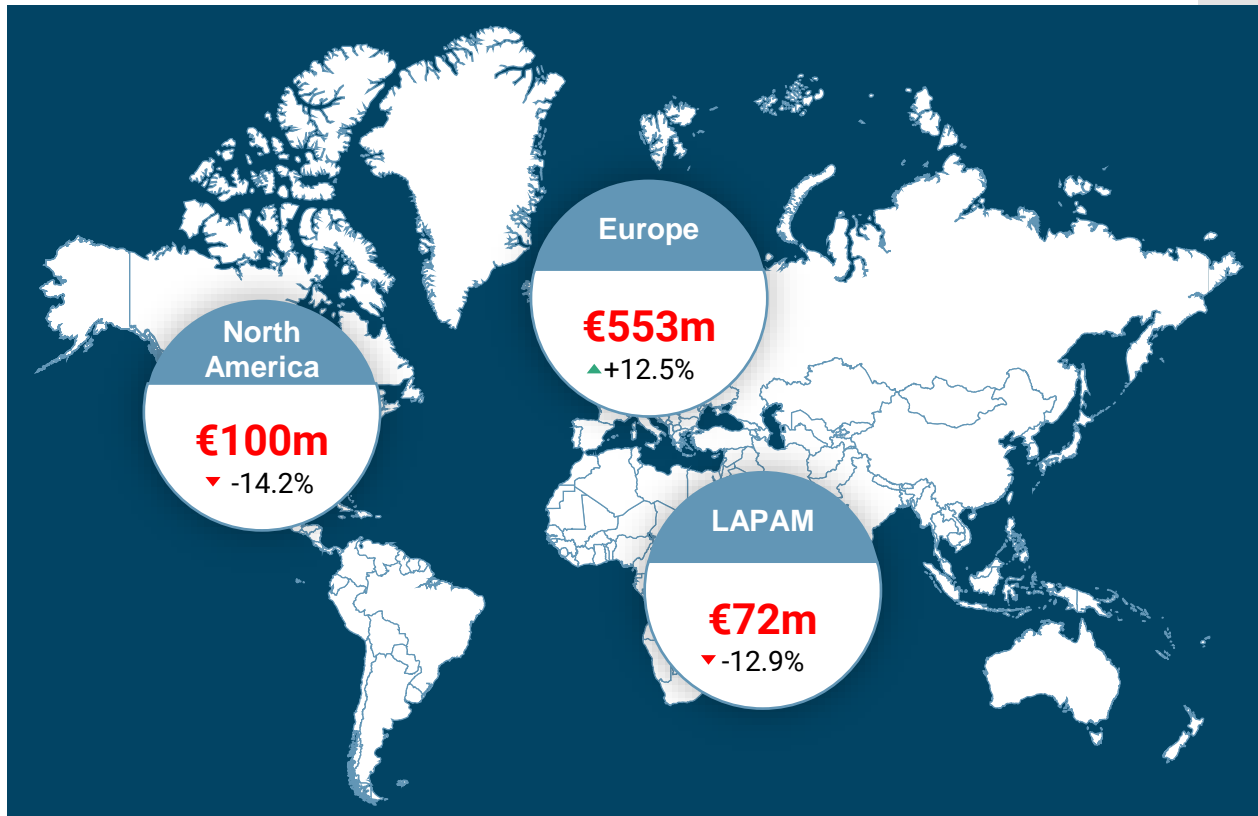 Europe
€553m
+12.5%
North
America
€100m
-14.2%
LAPAM
€72m
-12.9%